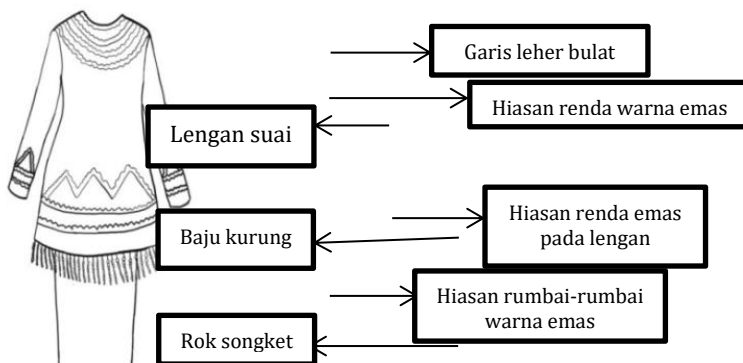 Garis leher bulat
Hiasan renda warna emas
Lengan suai
Hiasan renda emas
pada lengan
Baju kurung
Hiasan rumbai-rumbai
warna emas
Rok songket